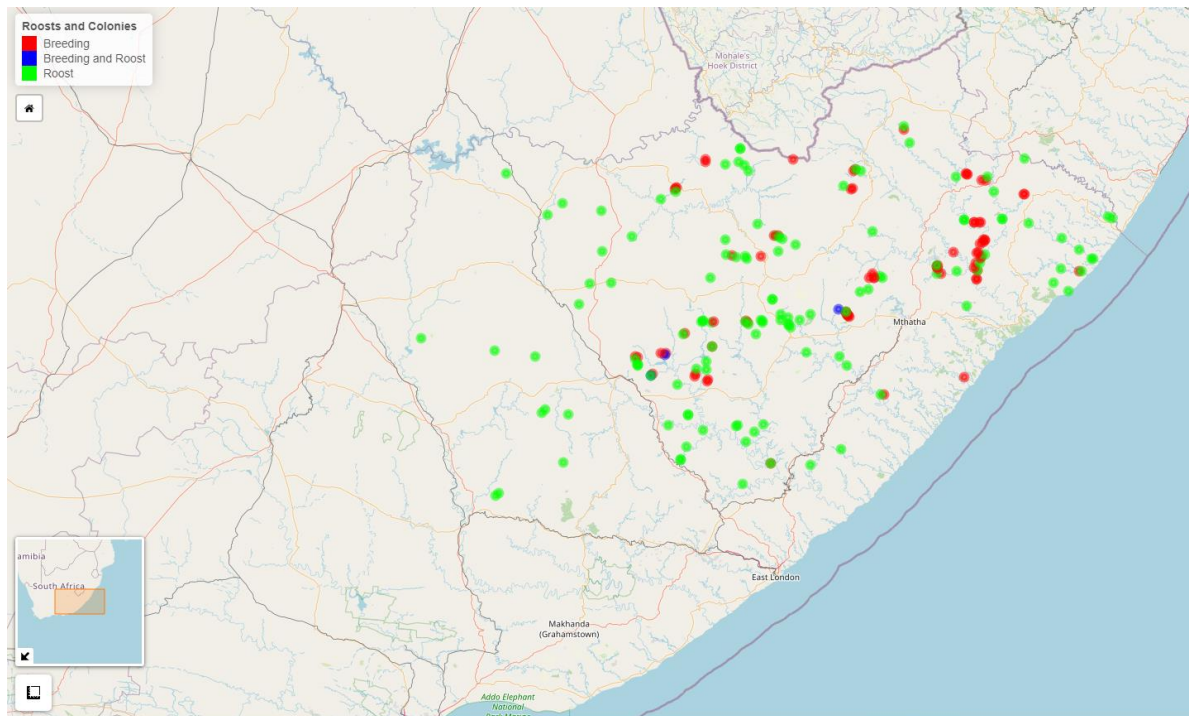 Roosts and Colonies
Breeding
Breeding and Roost
Roost
Mohale's
Hoek District
Mthatha
East London
Makhanda
(Grahamstown)
Addo Elephant
National
amibia
South Africa